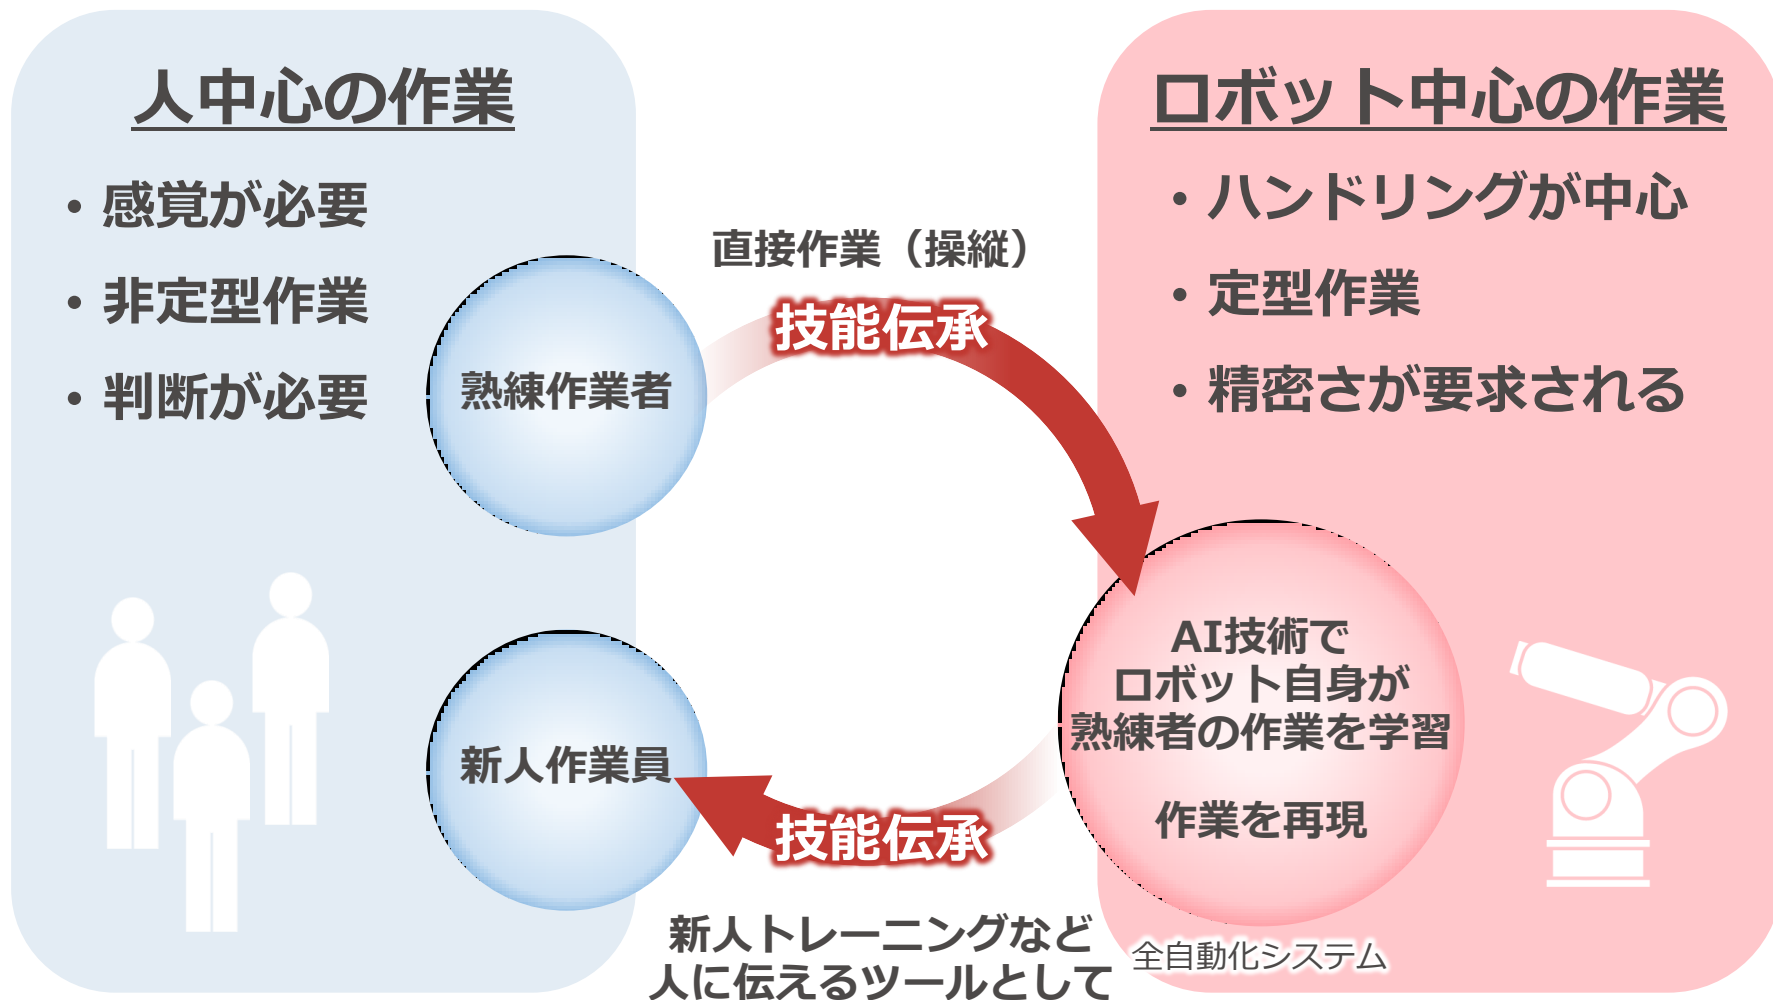 人中心の作業
・感覚が必要
・非定型作業
・判断が必要
熟練作業者
新人作業員
直接作業（操縦）
技能伝承
技能伝承
新人トレーニングなど
人に伝えるツールとして
ロボット中心の作業
・ハンドリングが中心
・定型作業
・精密さが要求される
AI技術で
ロボット自身が
熟練者の作業を学習
作業を再現
全自動化システム